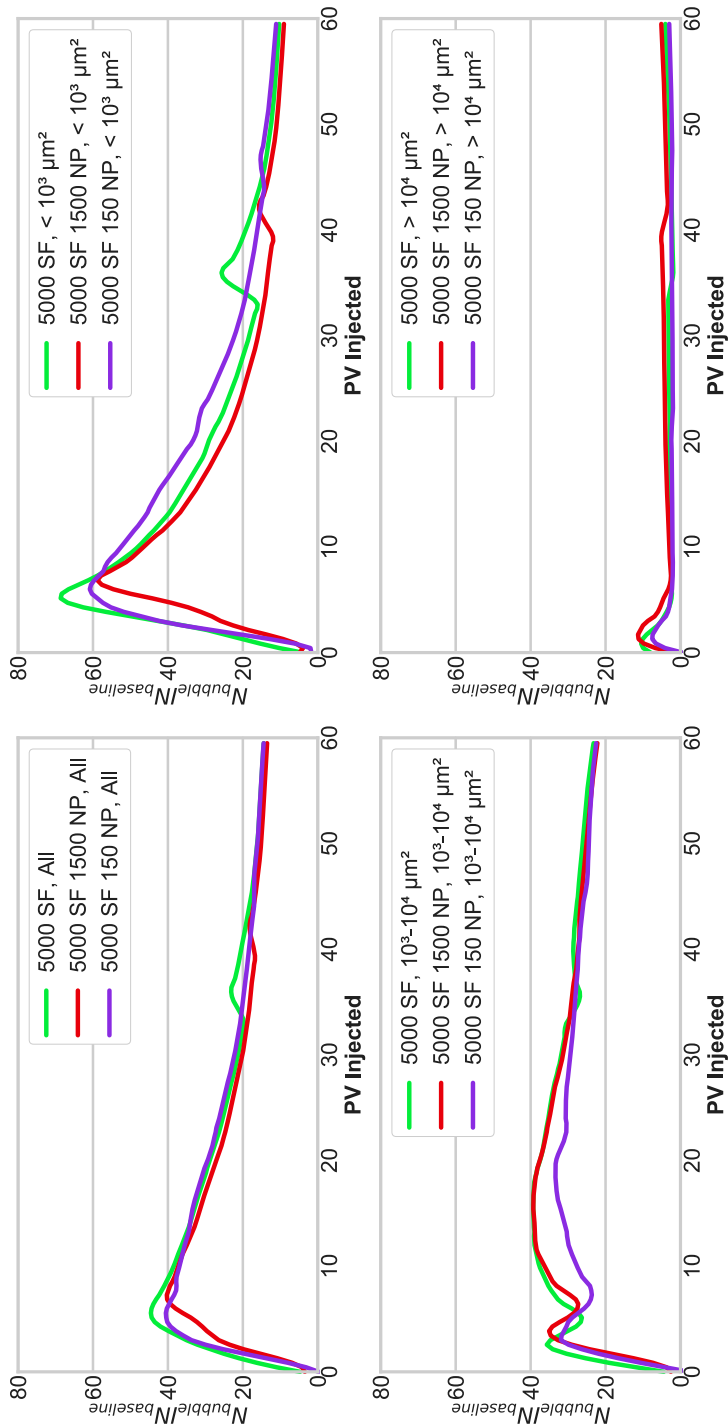 80
60
40
20
0
N_bubble/N_baseline
5000 SF, All
5000 SF 1500 NP, All
5000 SF 150 NP, All
0 10 20 30 40 50 60
PV Injected
80
60
40
20
0
N_bubble/N_baseline
5000 SF, < 10³ µm²
5000 SF 1500 NP, < 10³ µm²
5000 SF 150 NP, < 10³ µm²
0 10 20 30 40 50 60
PV Injected
80
60
40
20
0
N_bubble/N_baseline
5000 SF, 10³-10⁴ µm²
5000 SF 1500 NP, 10³-10⁴ µm²
5000 SF 150 NP, 10³-10⁴ µm²
0 10 20 30 40 50 60
PV Injected
80
60
40
20
0
N_bubble/N_baseline
5000 SF, > 10⁴ µm²
5000 SF 1500 NP, > 10⁴ µm²
5000 SF 150 NP, > 10⁴ µm²
0 10 20 30 40 50 60
PV Injected